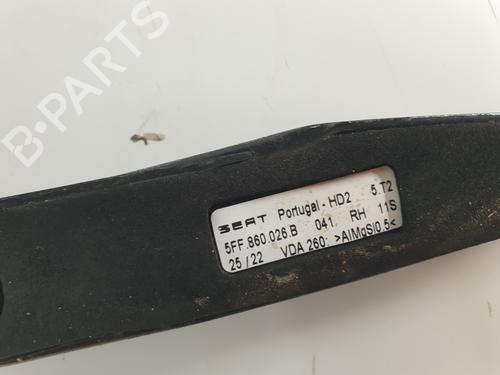 B-PARTS
SEAT Portugal - HD2 5.T2
5FF.860.026.B 041. RH 11S
25/22 VDA 260: >AlMgSi0.5<